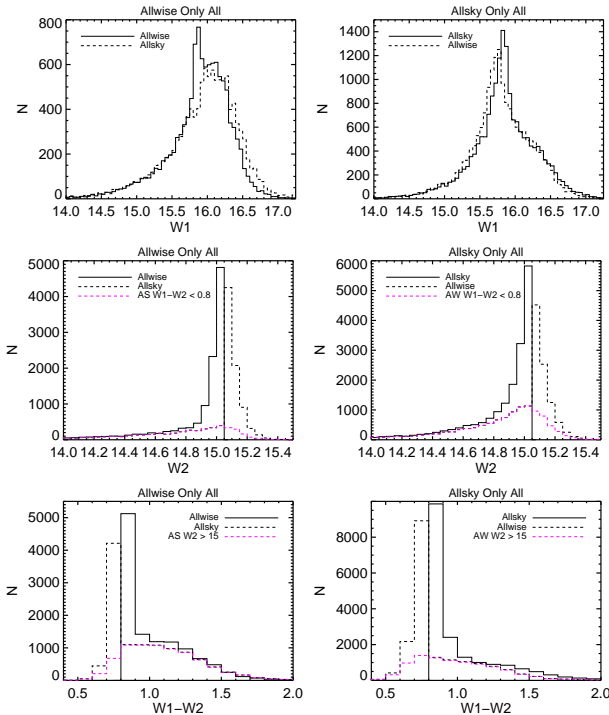 Allwise Only All
Allwise
Allsky
N
800
600
400
200
0
14.0 14.5 15.0 15.5 16.0 16.5 17.0
W1
Allsky Only All
Allsky
Allwise
N
1400
1200
1000
800
600
400
200
0
14.0 14.5 15.0 15.5 16.0 16.5 17.0
W1
Allwise Only All
Allwise
Allsky
AS W1−W2 < 0.8
N
5000
4000
3000
2000
1000
0
14.0 14.2 14.4 14.6 14.8 15.0 15.2 15.4
W2
Allsky Only All
Allsky
Allwise
AW W1−W2 < 0.8
N
6000
5000
4000
3000
2000
1000
0
14.0 14.2 14.4 14.6 14.8 15.0 15.2 15.4
W2
Allwise Only All
Allwise
Allsky
AS W2 > 15
N
5000
4000
3000
2000
1000
0
0.5 1.0 1.5 2.0
W1−W2
Allsky Only All
Allsky
Allwise
AW W2 > 15
N
8000
6000
4000
2000
0
0.5 1.0 1.5 2.0
W1−W2